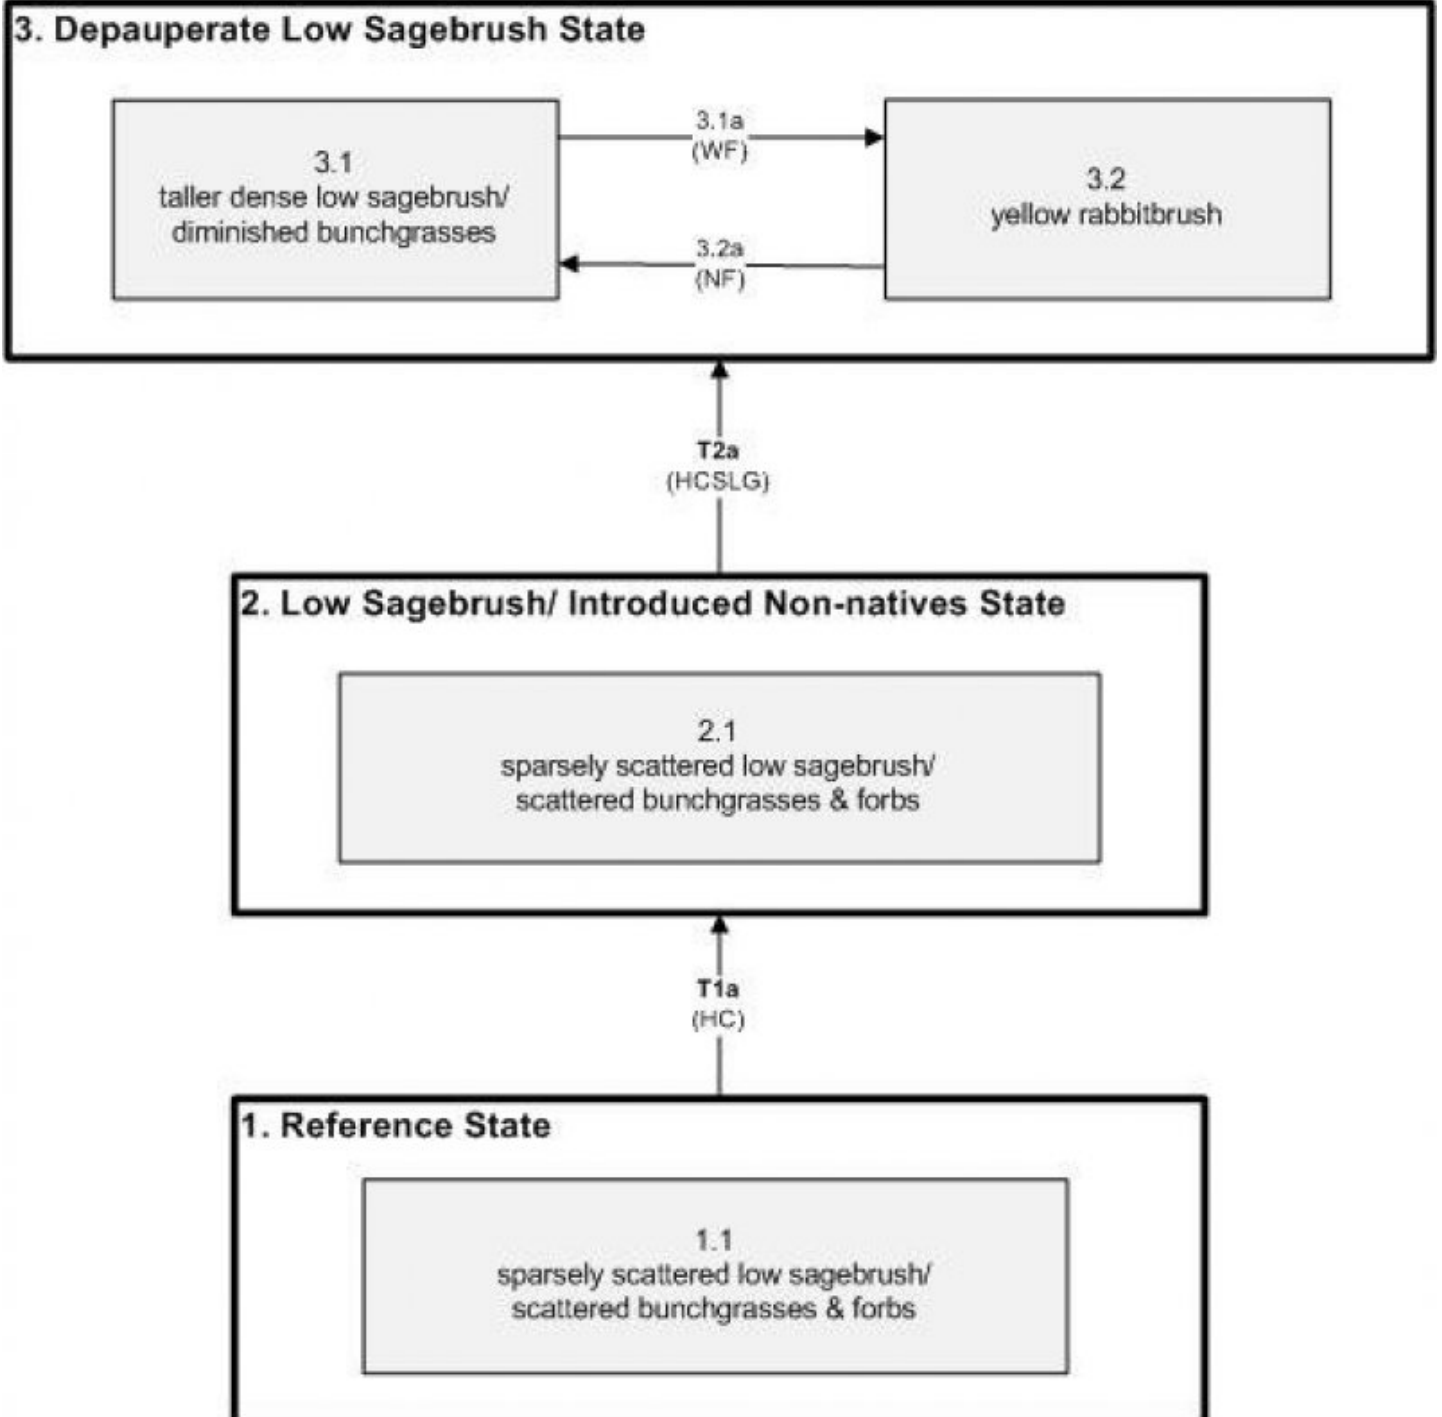 3. Depauperate Low Sagebrush State
3.1
taller dense low sagebrush/
diminished bunchgrasses
3.1a
(WF)
3.2a
(NF)
3.2
yellow rabbitbrush
T2a
(HCSLG)
2. Low Sagebrush/ Introduced Non-natives State
2.1
sparsely scattered low sagebrush/
scattered bunchgrasses & forbs
T1a
(HC)
1. Reference State
1.1
sparsely scattered low sagebrush/
scattered bunchgrasses & forbs